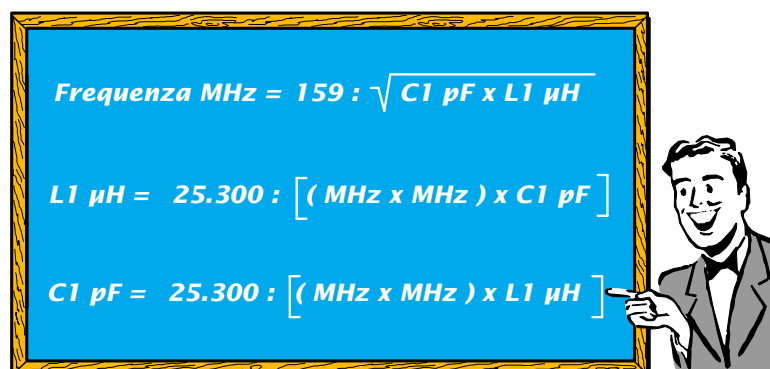 Frequenza MHz = 159 : √ C1 pF x L1 µH
L1 µH = 25.300 : [( MHz x MHz ) x C1 pF ]
C1 pF = 25.300 : [( MHz x MHz ) x L1 µH ]